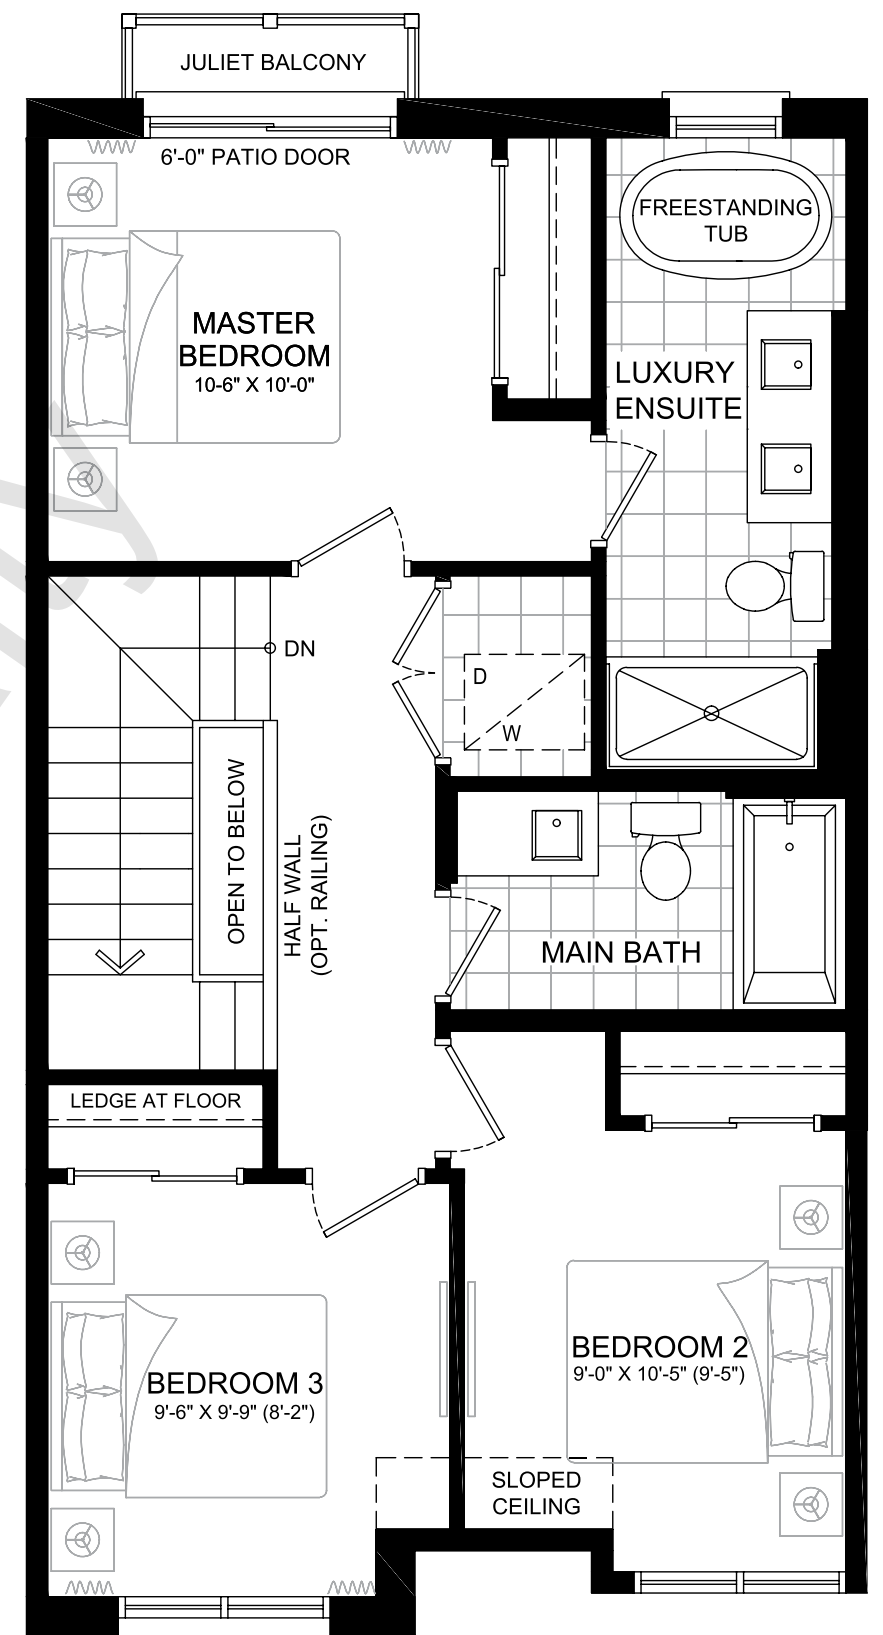 JULIET BALCONY
6'-0" PATIO DOOR
FREESTANDING
TUB
MASTER
BEDROOM
10-6" X 10'-0"
LUXURY
ENSUITE
DN
D
W
OPEN TO BELOW
HALF WALL
(OPT. RAILING)
MAIN BATH
LEDGE AT FLOOR
BEDROOM 2
9'-0" X 10'-5" (9'-5")
BEDROOM 3
9'-6" X 9'-9" (8'-2")
SLOPED
CEILING